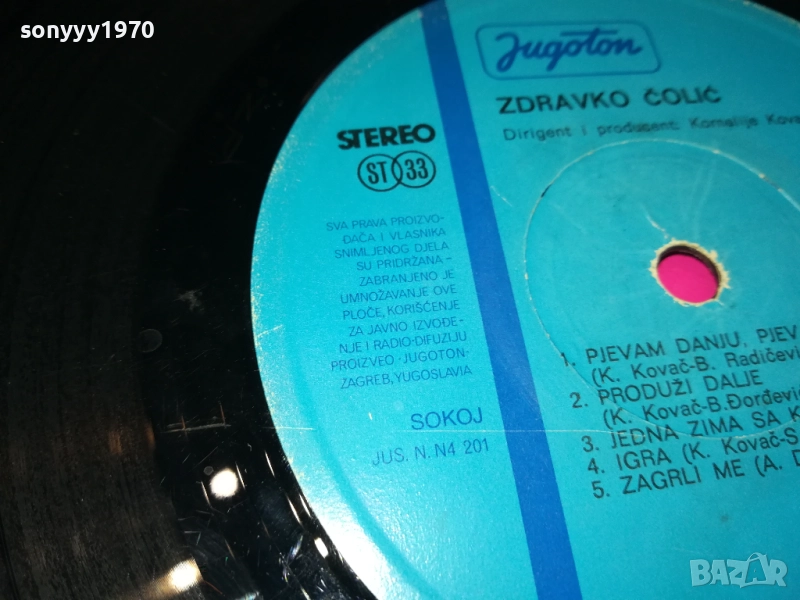 sonyyy1970
Jugoton
ZDRAVKO ČOLIĆ
Dirigent i producent: Kornelije Kova
STEREO
ST 33
SVA PRAVA PROIZVO-
ĐAČA I VLASNIKA
SNIMLJENOG DJELA
SU PRIDRŽANA -
ZABRANJENO JE
UMNOŽAVANJE OVE
PLOČE, KORIŠĆENJE
ZA JAVNO IZVOĐE-
NJE I RADIO-DIFUZIJU
PROIZVEO · JUGOTON-
ZAGREB, YUGOSLAVIA
SOKOJ
JUS. N. N4 201
1. PJEVAM DANJU, PJEV
(K. Kovač-B. Radičevi
2. PRODUŽI DALJE
(K. Kovač-B.Đorđević
3. JEDNA ZIMA SA K
4. IGRA (K. Kovač-S.
5. ZAGRLI ME (A. D
BAZAR